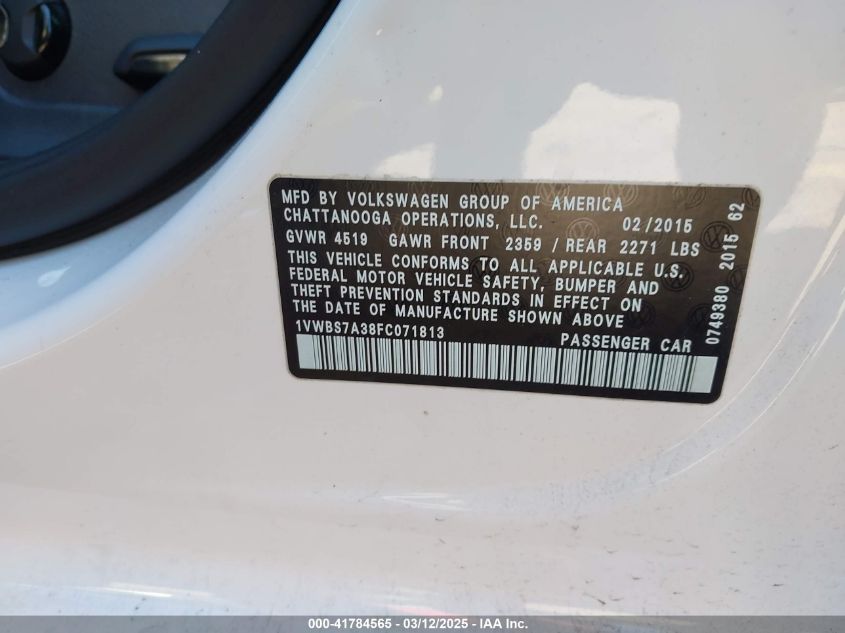 MFD BY VOLKSWAGEN GROUP OF AMERICA
CHATTANOOGA OPERATIONS, LLC. 02/2015
GVWR 4519 GAWR FRONT 2359 / REAR 2271 LBS
THIS VEHICLE CONFORMS TO ALL APPLICABLE U.S.
FEDERAL MOTOR VEHICLE SAFETY, BUMPER AND
THEFT PREVENTION STANDARDS IN EFFECT ON
THE DATE OF MANUFACTURE SHOWN ABOVE
1VWBS7A38FC071813 PASSENGER CAR
0749380 2015 62
000-41784565 - 03/12/2025 - IAAI.com